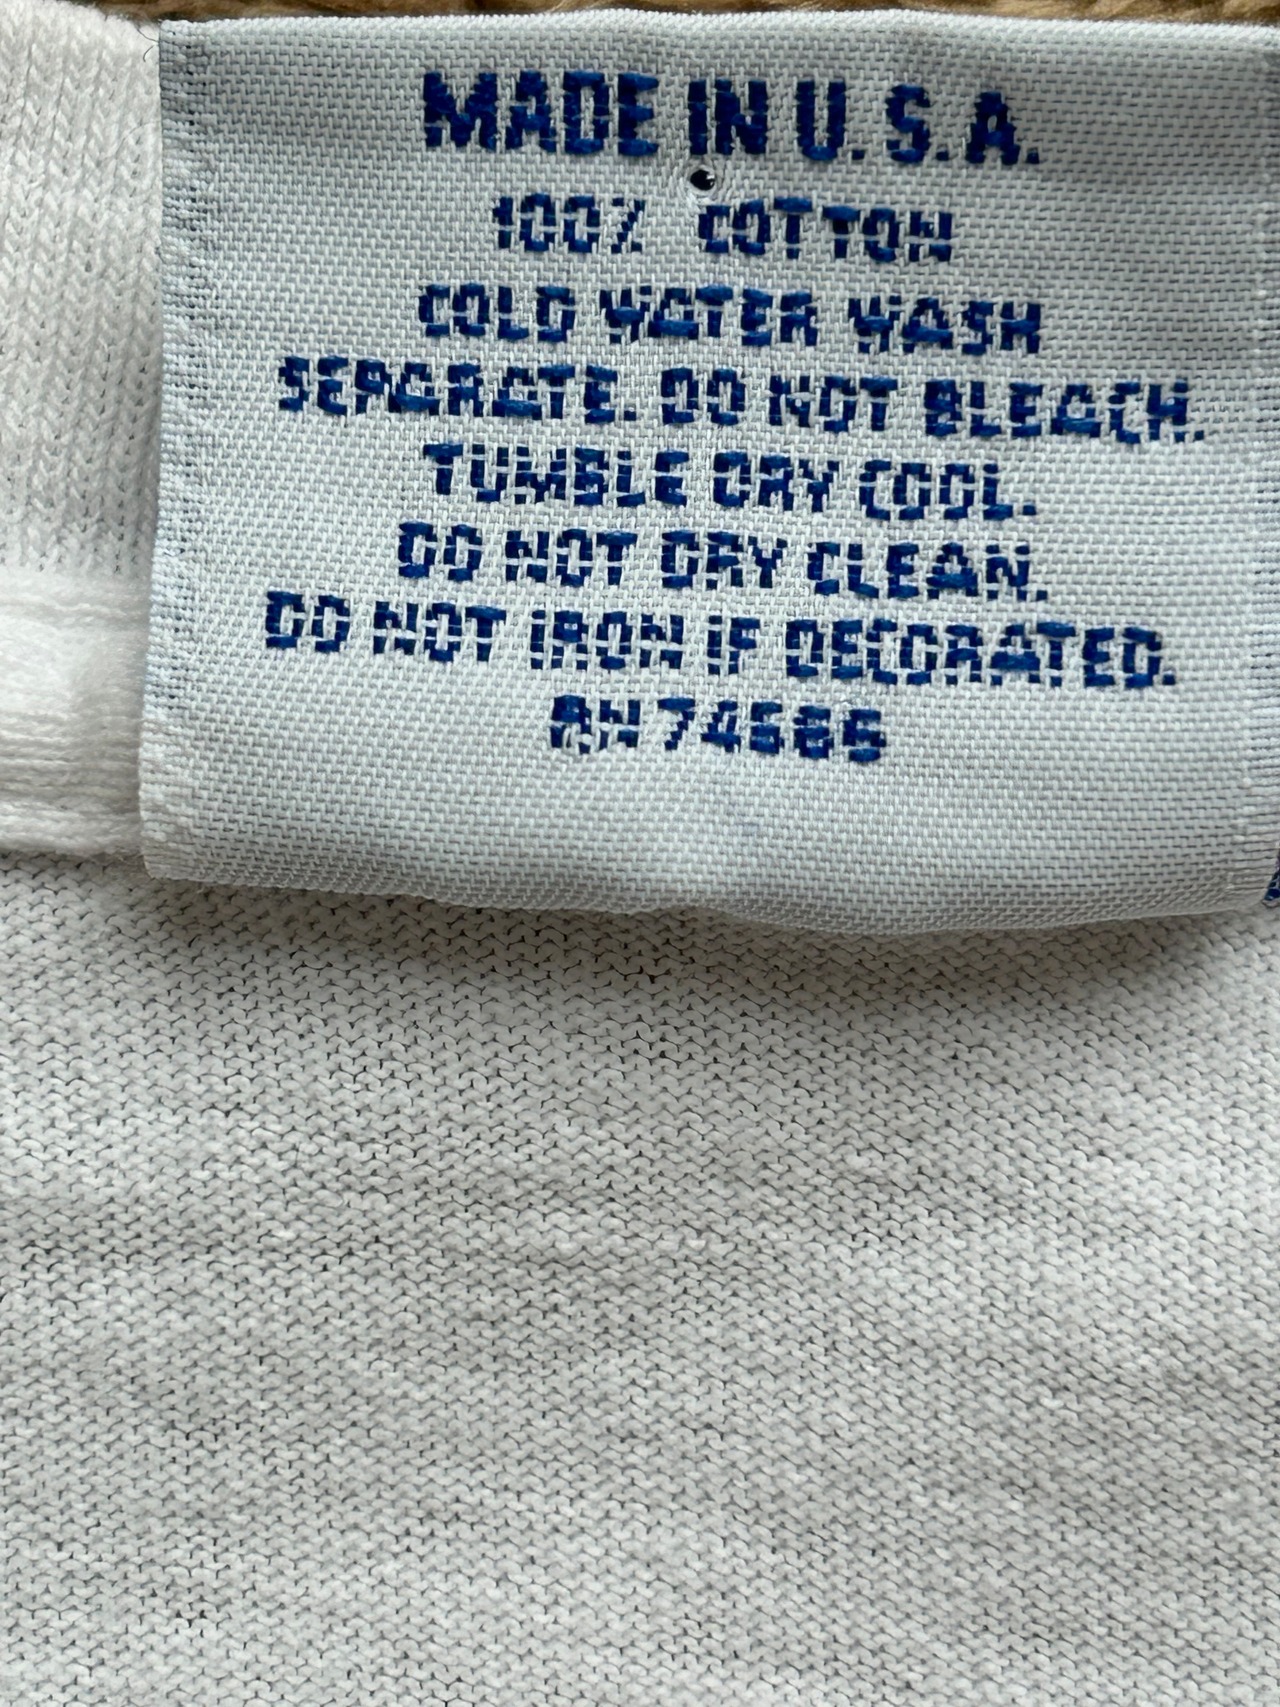 MADE IN U.S.A.
100% COTTON
COLD WATER WASH
SEPARATE. DO NOT BLEACH.
TUMBLE DRY COOL.
DO NOT DRY CLEAN.
DO NOT IRON IF DECORATED.
RN